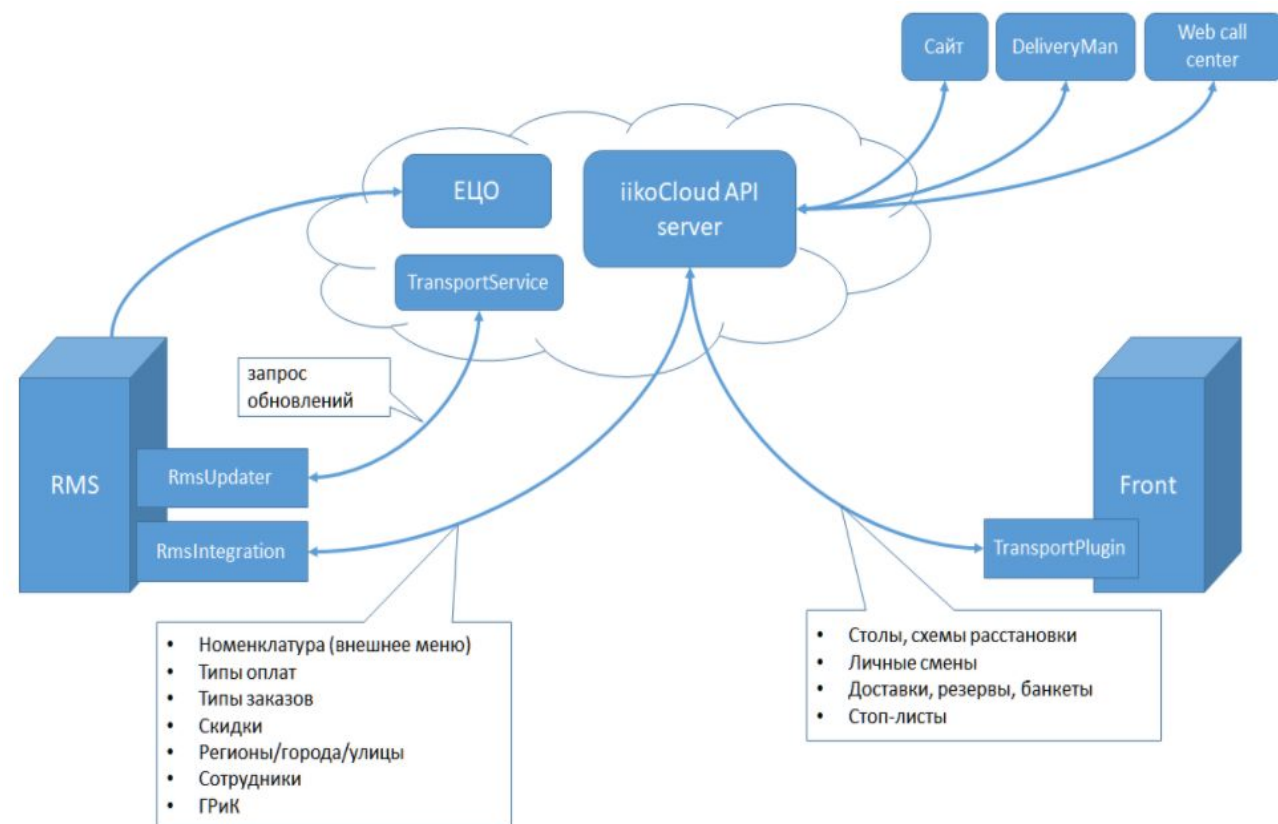 Сайт
DeliveryMan
Web call
center
ЕЦО
iikoCloud API
server
TransportService
запрос
обновлений
RMS
RmsUpdater
RmsIntegration
Front
TransportPlugin
• Номенклатура (внешнее меню)
• Типы оплат
• Типы заказов
• Скидки
• Регионы/города/улицы
• Сотрудники
• ГРиК
• Столы, схемы расстановки
• Личные смены
• Доставки, резервы, банкеты
• Стоп-листы